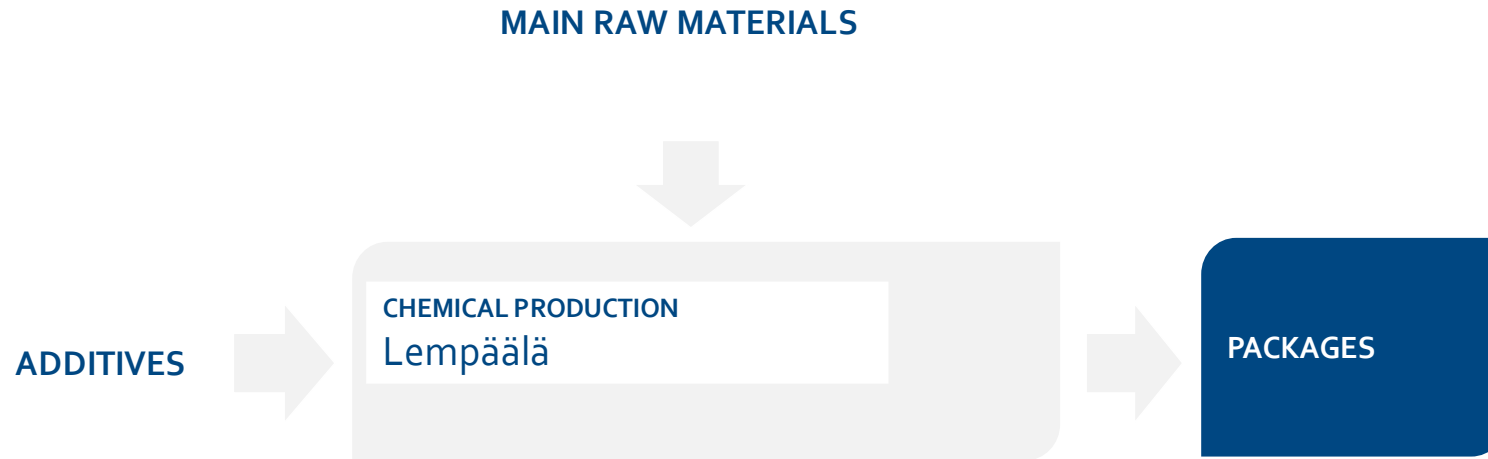 MAIN RAW MATERIALS
ADDITIVES
CHEMICAL PRODUCTION
Lempäälä
PACKAGES